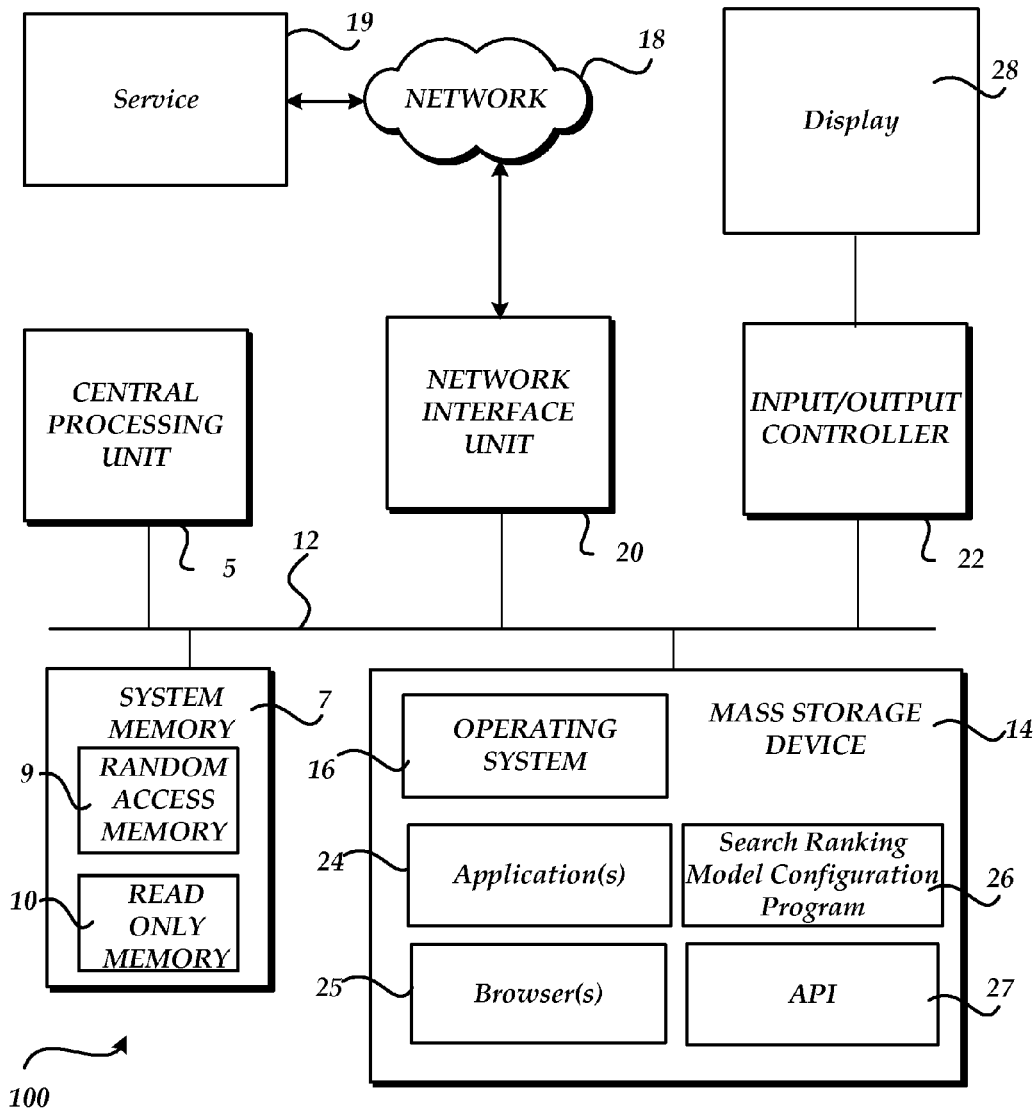 19
Service
NETWORK
18
Display
28
CENTRAL
PROCESSING
UNIT
5
NETWORK
INTERFACE
UNIT
20
INPUT/OUTPUT
CONTROLLER
22
12
SYSTEM
MEMORY
7
RANDOM
ACCESS
MEMORY
9
READ
ONLY
MEMORY
10
OPERATING
SYSTEM
16
MASS STORAGE
DEVICE
14
Application(s)
24
Search Ranking
Model Configuration
Program
26
Browser(s)
25
API
27
100